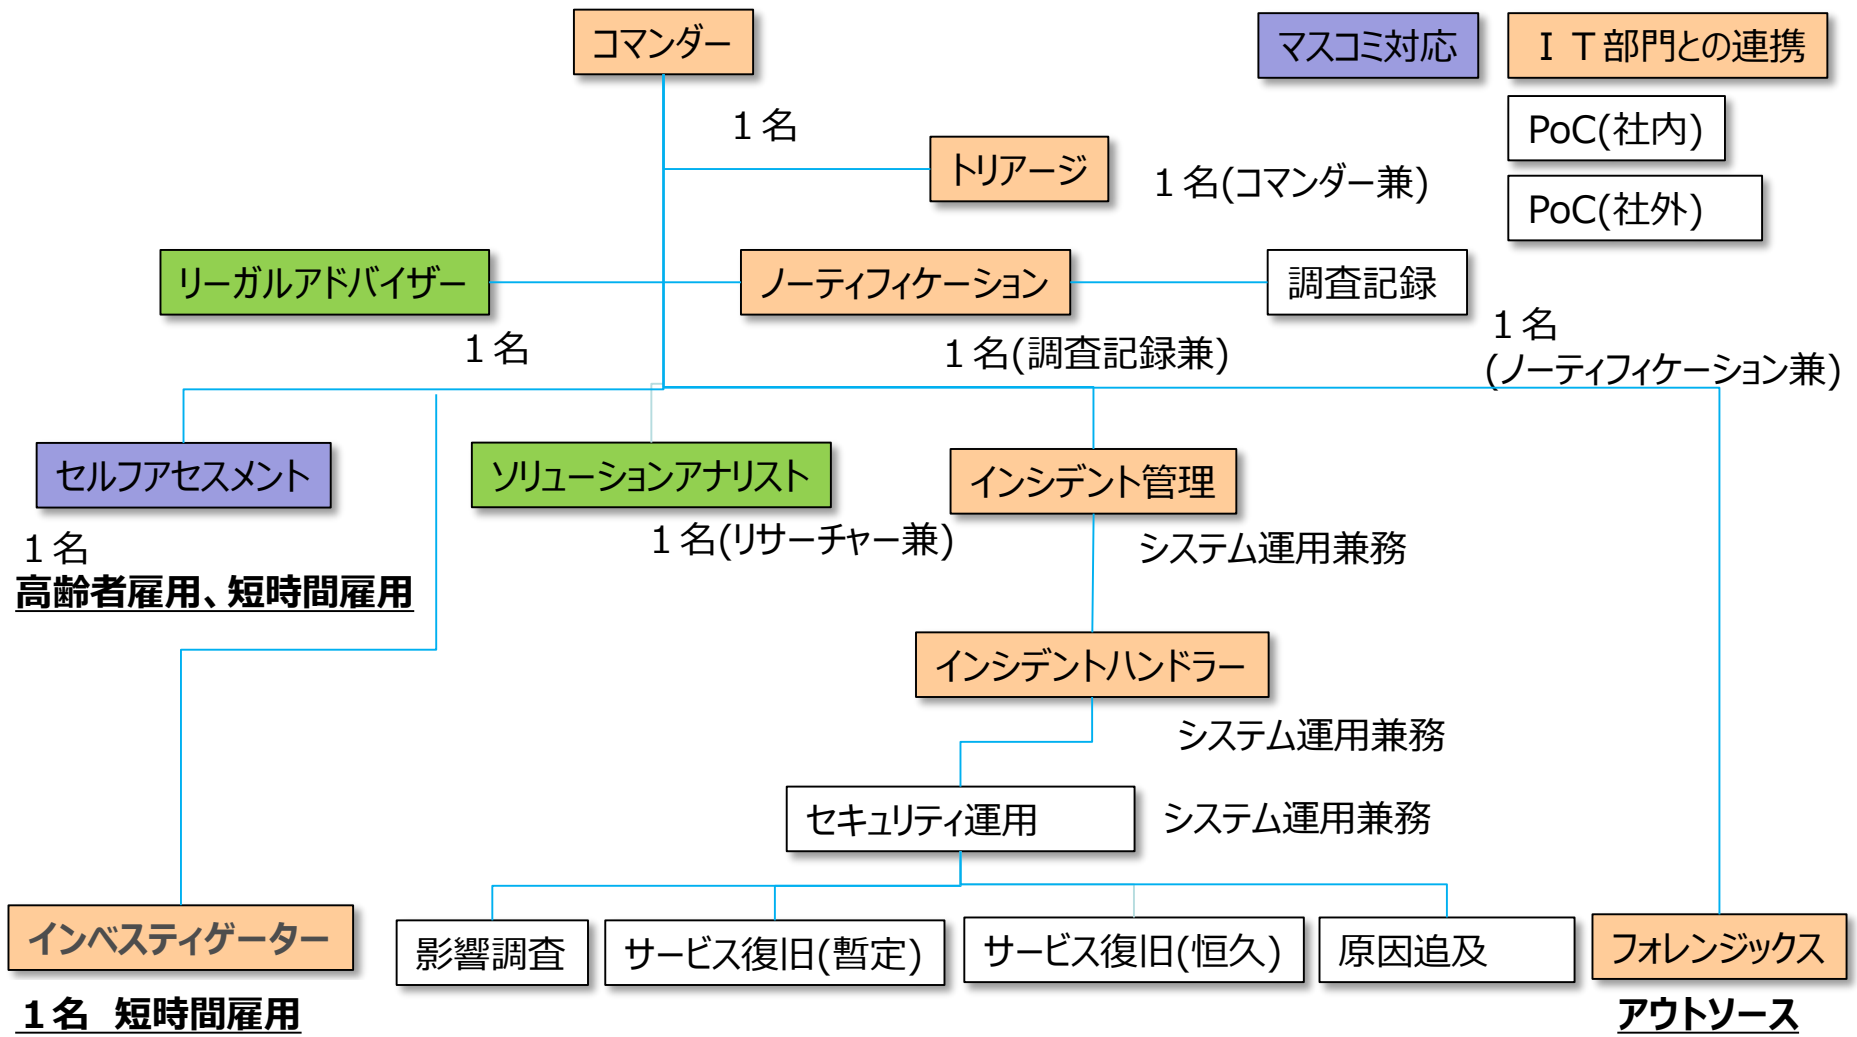 コマンダー
マスコミ対応
ＩＴ部門との連携
１名
PoC(社内)
トリアージ
１名(コマンダー兼)
PoC(社外)
リーガルアドバイザー
ノーティフィケーション
調査記録
１名
１名(調査記録兼)
１名
(ノーティフィケーション兼)
セルフアセスメント
ソリューションアナリスト
インシデント管理
１名
高齢者雇用、短時間雇用
１名(リサーチャー兼)
システム運用兼務
インシデントハンドラー
システム運用兼務
セキュリティ運用
システム運用兼務
インベスティゲーター
影響調査
サービス復旧(暫定)
サービス復旧(恒久)
原因追及
フォレンジックス
１名　短時間雇用
アウトソース